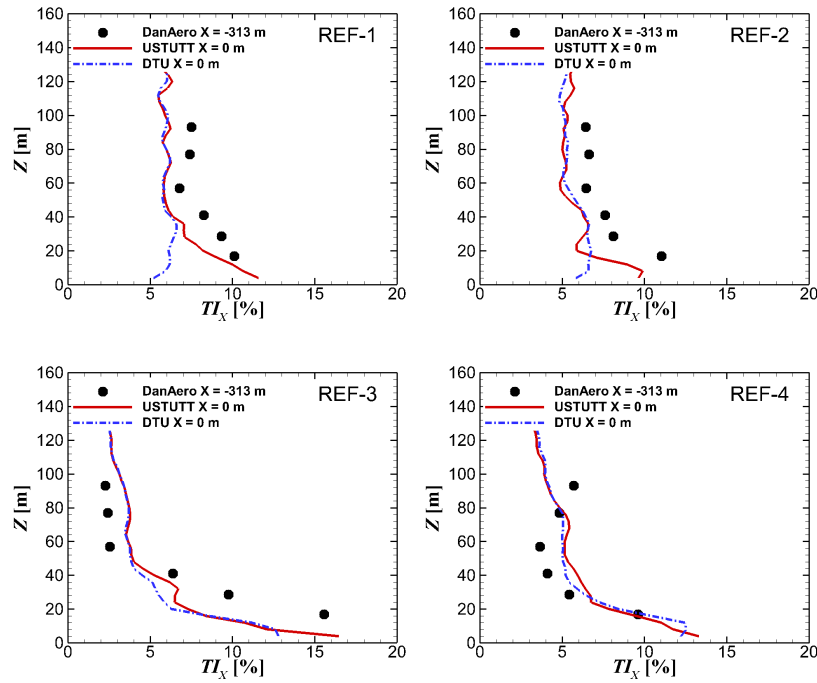 160
140
120
100
80
60
40
20
0
Z [m]
DanAero X = -313 m
USTUTT X = 0 m
DTU X = 0 m
REF-1
0 5 10 15 20
TIX [%]
160
140
120
100
80
60
40
20
0
Z [m]
DanAero X = -313 m
USTUTT X = 0 m
DTU X = 0 m
REF-2
0 5 10 15 20
TIX [%]
160
140
120
100
80
60
40
20
0
Z [m]
DanAero X = -313 m
USTUTT X = 0 m
DTU X = 0 m
REF-3
0 5 10 15 20
TIX [%]
160
140
120
100
80
60
40
20
0
Z [m]
DanAero X = -313 m
USTUTT X = 0 m
DTU X = 0 m
REF-4
0 5 10 15 20
TIX [%]